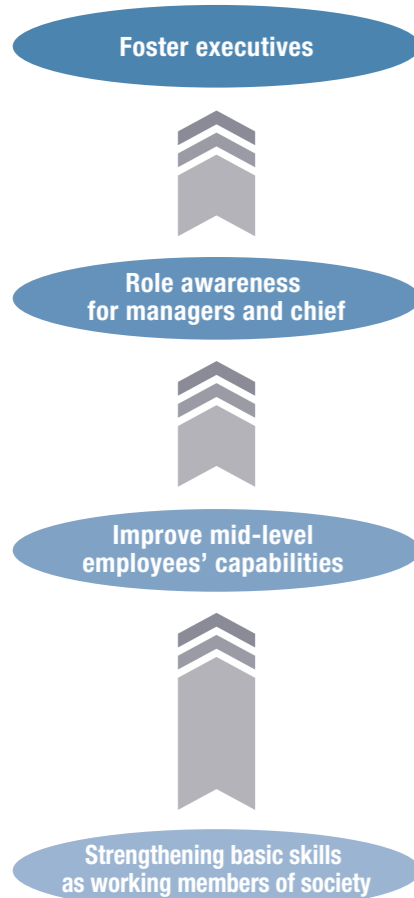 Foster executives
Role awareness
for managers and chief
Improve mid-level
employees' capabilities
Strengthening basic skills
as working members of society